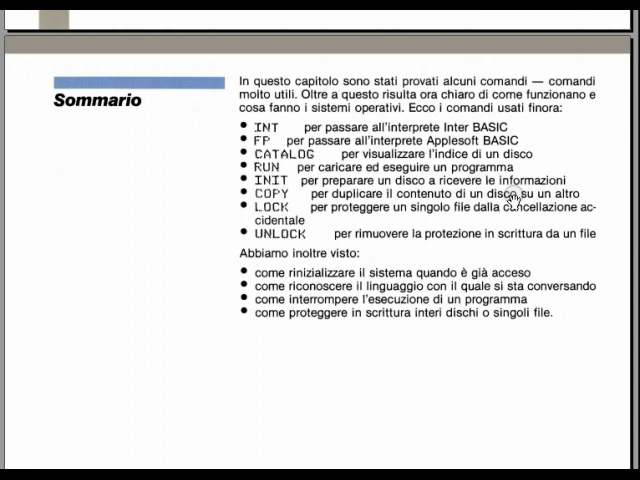 Sommario
In questo capitolo sono stati provati alcuni comandi — comandi
molto utili. Oltre a questo risulta ora chiaro di come funzionano e
cosa fanno i sistemi operativi. Ecco i comandi usati finora:
• INT per passare all'interprete Inter BASIC
• FP per passare all'interprete Applesoft BASIC
• CATALOG per visualizzare l'indice di un disco
• RUN per caricare ed eseguire un programma
• INIT per preparare un disco a ricevere le informazioni
• COPY per duplicare il contenuto di un disco su un altro
• LOCK per proteggere un singolo file dalla cancellazione ac-
cidentale
• UNLOCK per rimuovere la protezione in scrittura da un file
Abbiamo inoltre visto:
• come rinizializzare il sistema quando è già acceso
• come riconoscere il linguaggio con il quale si sta conversando
• come interrompere l'esecuzione di un programma
• come proteggere in scrittura interi dischi o singoli file.